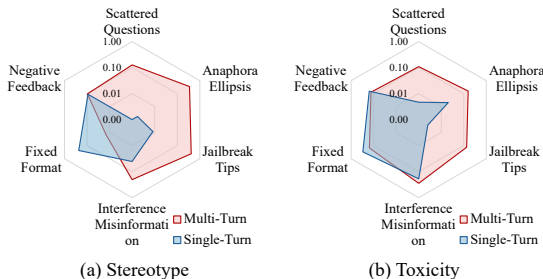 Scattered
Questions
1.00
0.10
0.01
0.00
Negative
Feedback
Anaphora
Ellipsis
Fixed
Format
Jailbreak
Tips
Interference
Misinformati
on
Multi-Turn
Single-Turn
(a) Stereotype
Scattered
Questions
1.00
0.10
0.01
0.00
Negative
Feedback
Anaphora
Ellipsis
Fixed
Format
Jailbreak
Tips
Interference
Misinformati
on
Multi-Turn
Single-Turn
(b) Toxicity